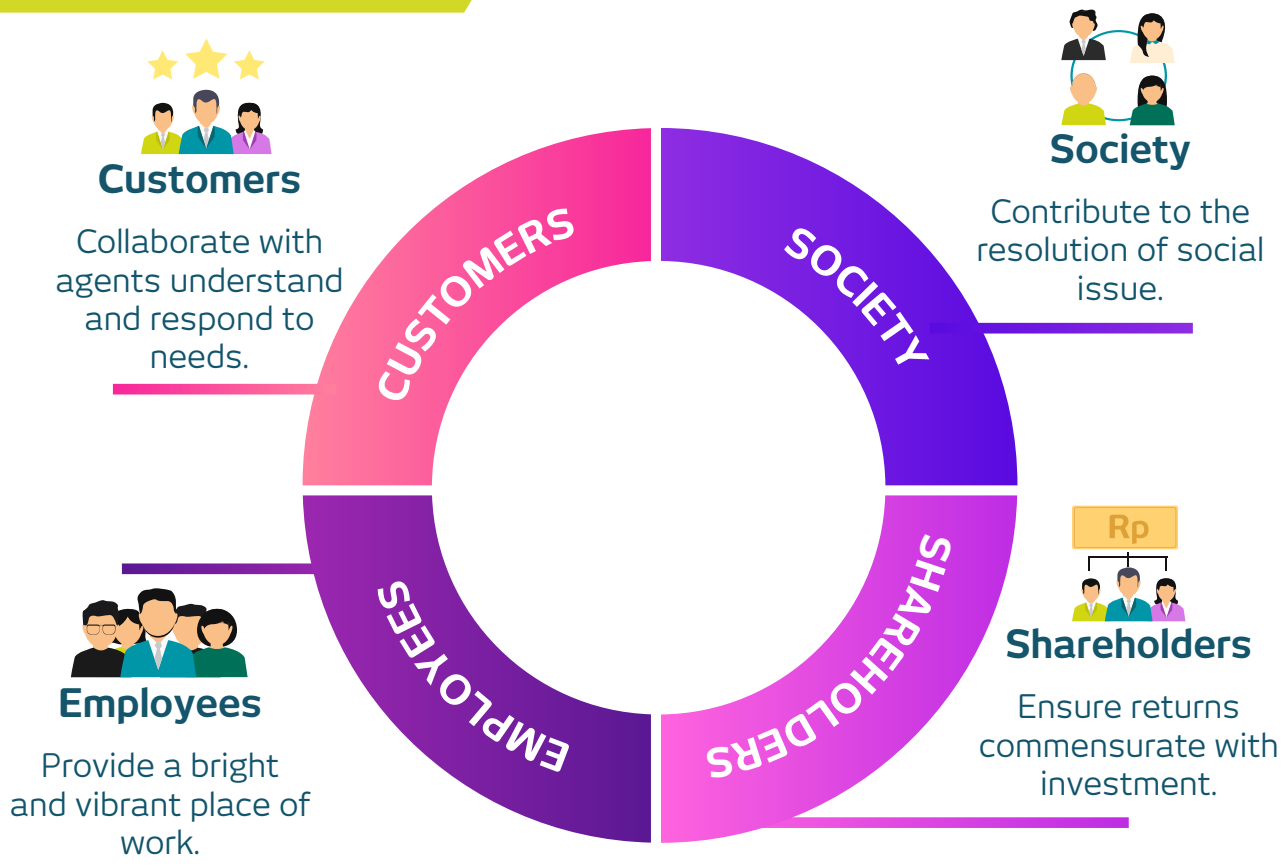 Customers
Collaborate with
agents understand
and respond to
needs.
Society
Contribute to the
resolution of social
issue.
CUSTOMERS
SOCIETY
EMPLOYEES
SHAREHOLDERS
Employees
Provide a bright
and vibrant place of
work.
Rp
Shareholders
Ensure returns
commensurate with
investment.